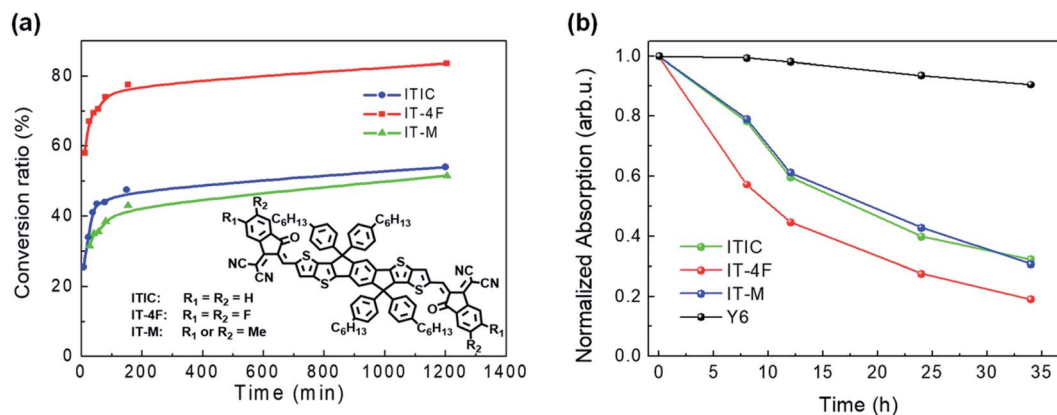 (a)
Conversion ratio (%)
80
60
40
20
0
ITIC
IT-4F
IT-M
R1
R2
C6H13
C6H13
O
NC
CN
S
S
S
S
NC
CN
O
C6H13
C6H13
R1
R2
ITIC: R1 = R2 = H
IT-4F: R1 = R2 = F
IT-M: R1 or R2 = Me
0 200 400 600 800 1000 1200 1400
Time (min)
(b)
Normalized Absorption (arb.u.)
1.0
0.8
0.6
0.4
0.2
0.0
ITIC
IT-4F
IT-M
Y6
0 5 10 15 20 25 30 35
Time (h)